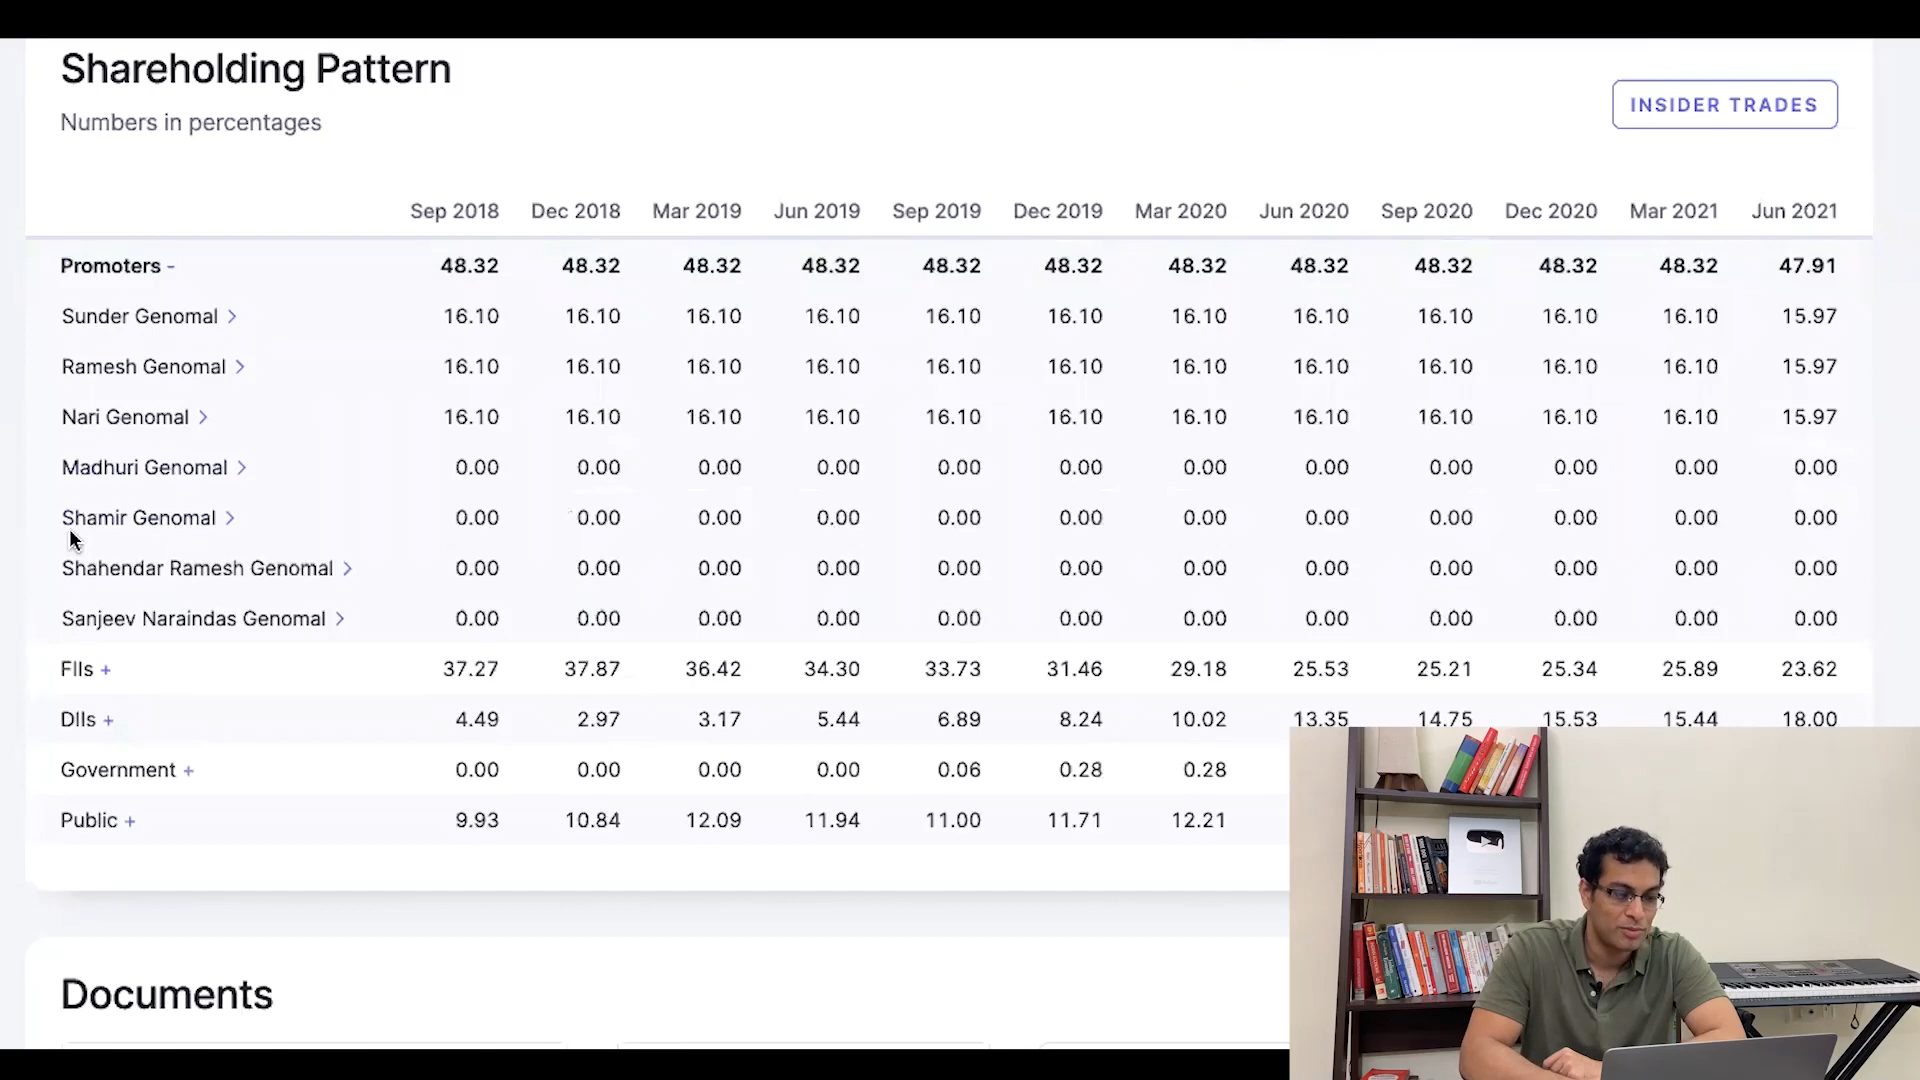 Shareholding Pattern
Numbers in percentages
INSIDER TRADES
Sep 2018 Dec 2018 Mar 2019 Jun 2019 Sep 2019 Dec 2019 Mar 2020 Jun 2020 Sep 2020 Dec 2020 Mar 2021 Jun 2021
Promoters - 48.32 48.32 48.32 48.32 48.32 48.32 48.32 48.32 48.32 48.32 48.32 47.91
Sunder Genomal > 16.10 16.10 16.10 16.10 16.10 16.10 16.10 16.10 16.10 16.10 16.10 15.97
Ramesh Genomal > 16.10 16.10 16.10 16.10 16.10 16.10 16.10 16.10 16.10 16.10 16.10 15.97
Nari Genomal > 16.10 16.10 16.10 16.10 16.10 16.10 16.10 16.10 16.10 16.10 16.10 15.97
Madhuri Genomal > 0.00 0.00 0.00 0.00 0.00 0.00 0.00 0.00 0.00 0.00 0.00 0.00
Shamir Genomal > 0.00 0.00 0.00 0.00 0.00 0.00 0.00 0.00 0.00 0.00 0.00 0.00
Shahendar Ramesh Genomal > 0.00 0.00 0.00 0.00 0.00 0.00 0.00 0.00 0.00 0.00 0.00 0.00
Sanjeev Naraindas Genomal > 0.00 0.00 0.00 0.00 0.00 0.00 0.00 0.00 0.00 0.00 0.00 0.00
FIIs + 37.27 37.87 36.42 34.30 33.73 31.46 29.18 25.53 25.21 25.34 25.89 23.62
DIIs + 4.49 2.97 3.17 5.44 6.89 8.24 10.02 13.35 14.75 15.53 15.44 18.00
Government + 0.00 0.00 0.00 0.00 0.06 0.28 0.28
Public + 9.93 10.84 12.09 11.94 11.00 11.71 12.21
Documents